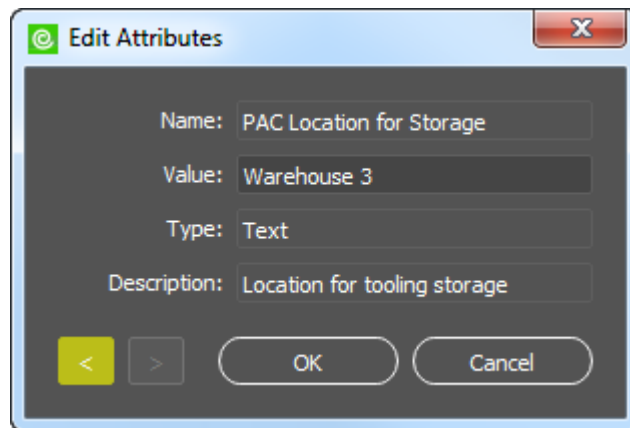 Edit Attributes
X
Name: PAC Location for Storage
Value: Warehouse 3
Type: Text
Description: Location for tooling storage
< > OK Cancel